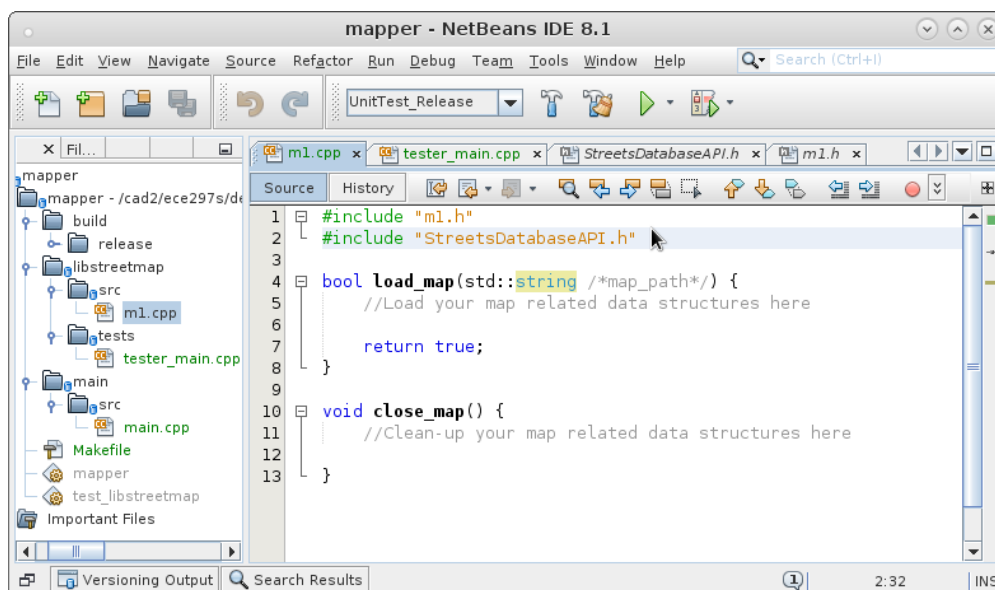 mapper - NetBeans IDE 8.1
File Edit View Navigate Source Refactor Run Debug Team Tools Window Help Search (Ctrl+I)
UnitTest_Release
Fil...
m1.cpp tester_main.cpp StreetsDatabaseAPI.h m1.h
mapper
mapper - /cad2/ece297s/de
build
release
libstreetmap
src
m1.cpp
tests
tester_main.cpp
main
src
main.cpp
Makefile
mapper
test_libstreetmap
Important Files
Source History
1 #include "m1.h"
2 #include "StreetsDatabaseAPI.h"
3
4 bool load_map(std::string /*map_path*/) {
5 //Load your map related data structures here
6
7 return true;
8 }
9
10 void close_map() {
11 //Clean-up your map related data structures here
12
13 }
Versioning Output Search Results 1 2:32 INS